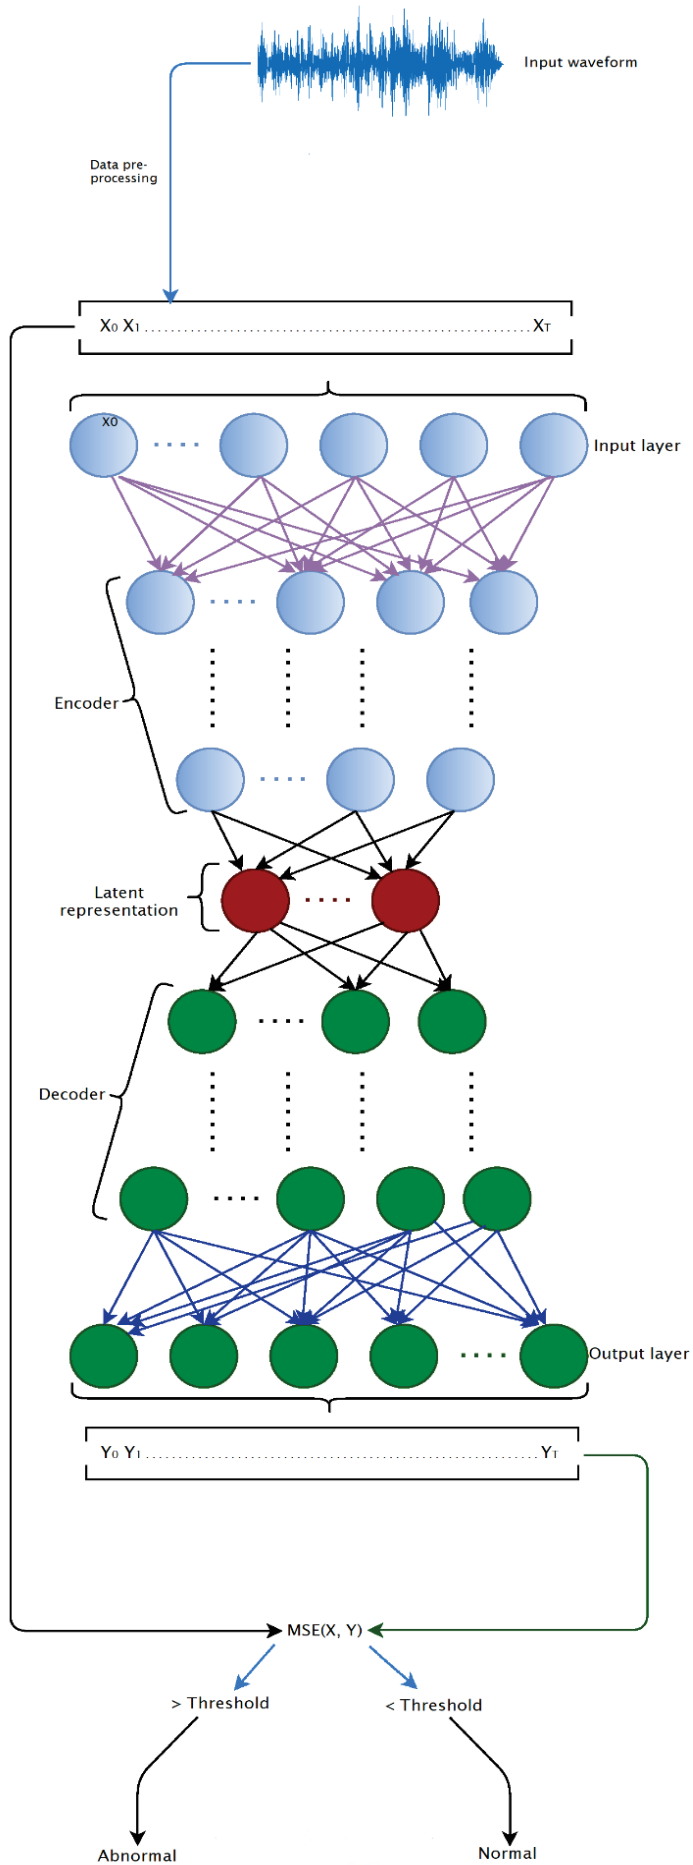 Input waveform
Data pre-
processing
X0 X1 ............................................................ XT
X0
Input layer
Encoder
Latent
representation
Decoder
Output layer
Y0 Y1 ............................................................ YT
MSE(X, Y)
> Threshold
< Threshold
Abnormal
Normal